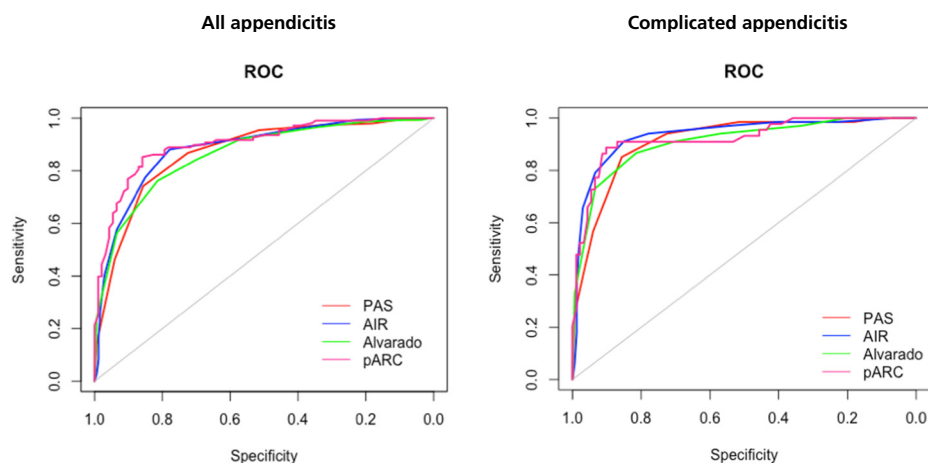 All appendicitis
ROC
Sensitivity
1.0
0.8
0.6
0.4
0.2
0.0
PAS
AIR
Alvarado
pARC
1.0 0.8 0.6 0.4 0.2 0.0
Specificity
Complicated appendicitis
ROC
Sensitivity
1.0
0.8
0.6
0.4
0.2
0.0
PAS
AIR
Alvarado
pARC
1.0 0.8 0.6 0.4 0.2 0.0
Specificity